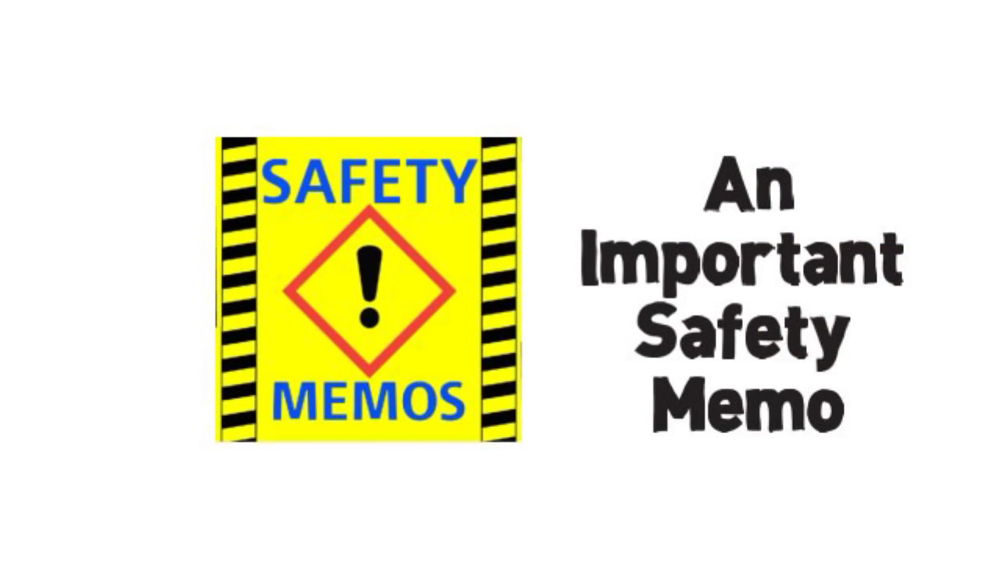 SAFETY
!
MEMOS
An
Important
Safety
Memo